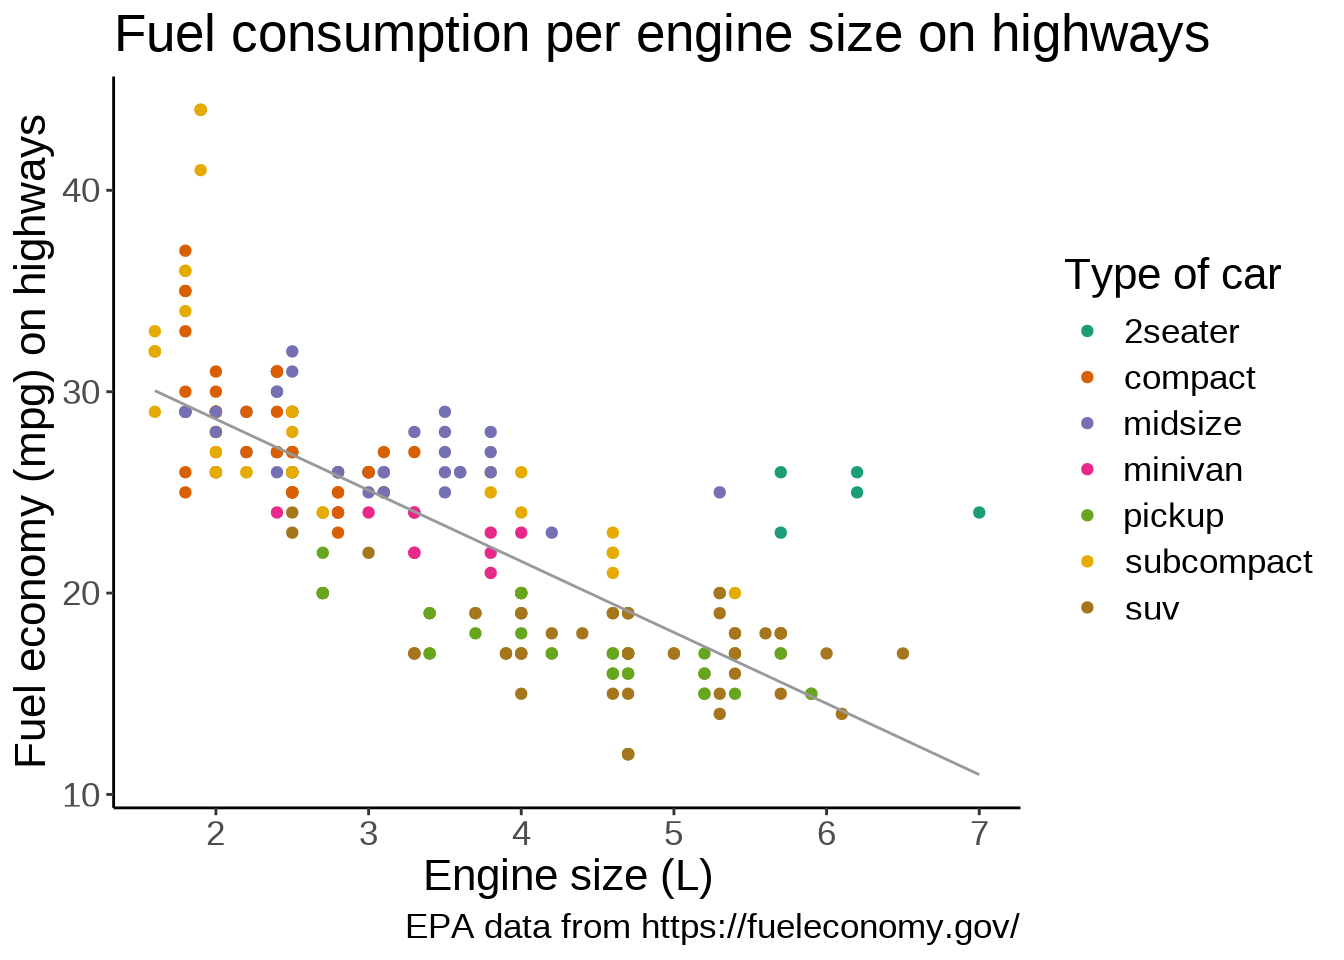 Fuel consumption per engine size on highways
Fuel economy (mpg) on highways
40
30
20
10
2 3 4 5 6 7
Engine size (L)
EPA data from https://fueleconomy.gov/
Type of car
2seater
compact
midsize
minivan
pickup
subcompact
suv